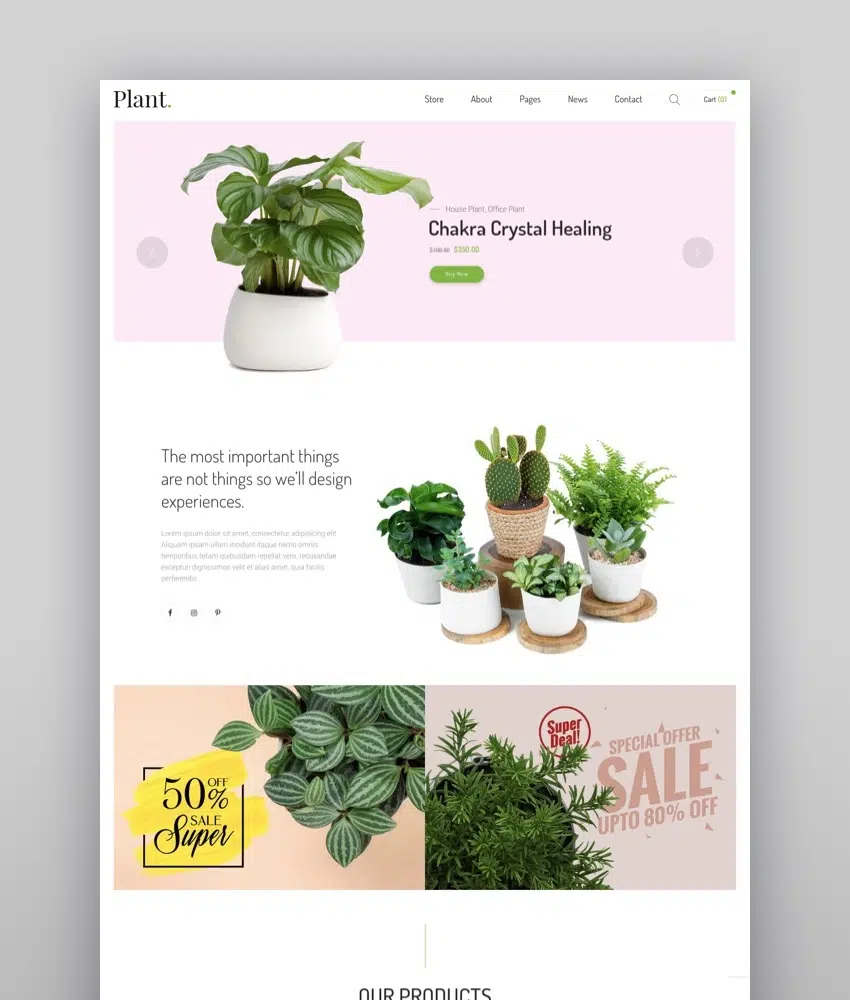 Plant.
Store About Pages News Contact Cart (0)
House Plant, Office Plant
Chakra Crystal Healing
$350.00
Buy Now
The most important things
are not things so we'll design
experiences.
Lorem ipsum dolor sit amet, consectetur adipisicing elit
Aliquam ipsum ullam incidunt itaque nemo omnis
temporibus totam quibusdam repellat vero, recusandae
excepturi dignissimos velit et alias amet, quia facilis
perferendis.
50% OFF
SALE
Super
Super
Deal!
SPECIAL OFFER
SALE
UPTO 80% OFF
OUR PRODUCTS